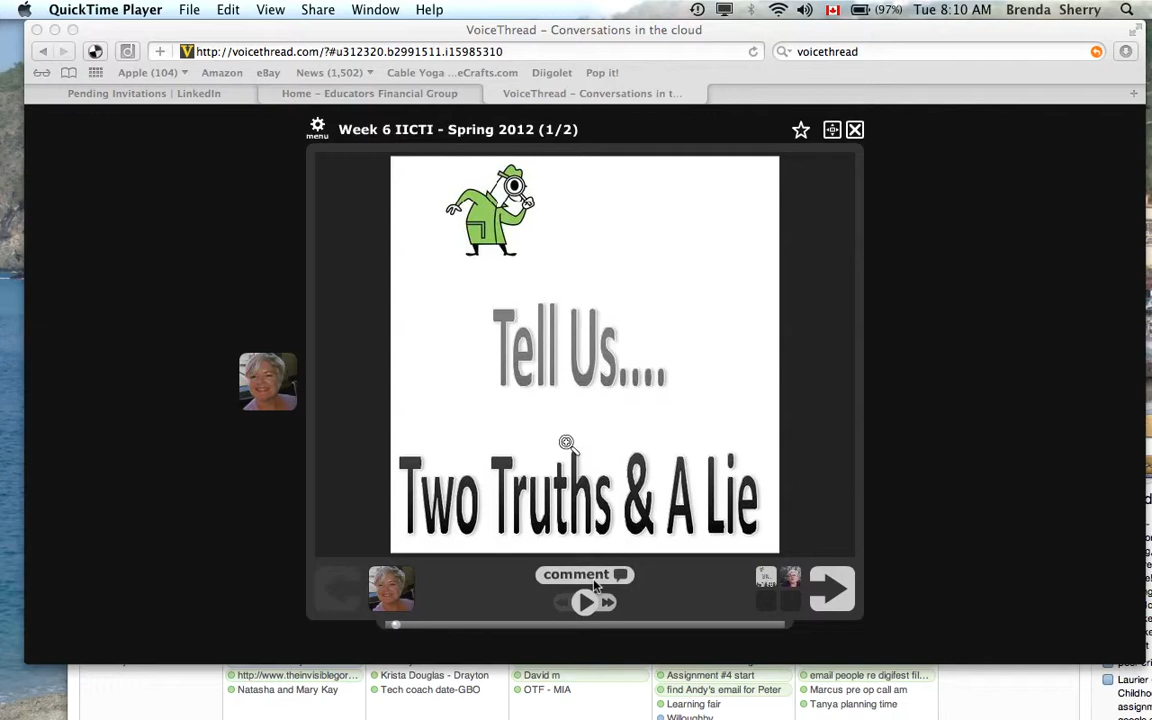 QuickTime Player File Edit View Share Window Help (97%) Tue 8:10 AM Brenda Sherry
VoiceThread – Conversations in the cloud
http://voicethread.com/?#u312320.b2991511.i15985310 voicethread
Apple (104) Amazon eBay News (1,502) Cable Yoga ...eCrafts.com Diigolet Pop it!
Pending Invitations | LinkedIn Home – Educators Financial Group VoiceThread – Conversations in t...
menu Week 6 IICTI - Spring 2012 (1/2)
Tell Us....
Two Truths & A Lie
comment
http://www.theinvisiblegor... Krista Douglas - Drayton David m Assignment #4 start email people re digifest fil...
Natasha and Mary Kay Tech coach date-GBO OTF - MIA find Andy's email for Peter Marcus pre op call am
Learning fair Tanya planning time
Willoughby
Childhoo
Laurier
assignm